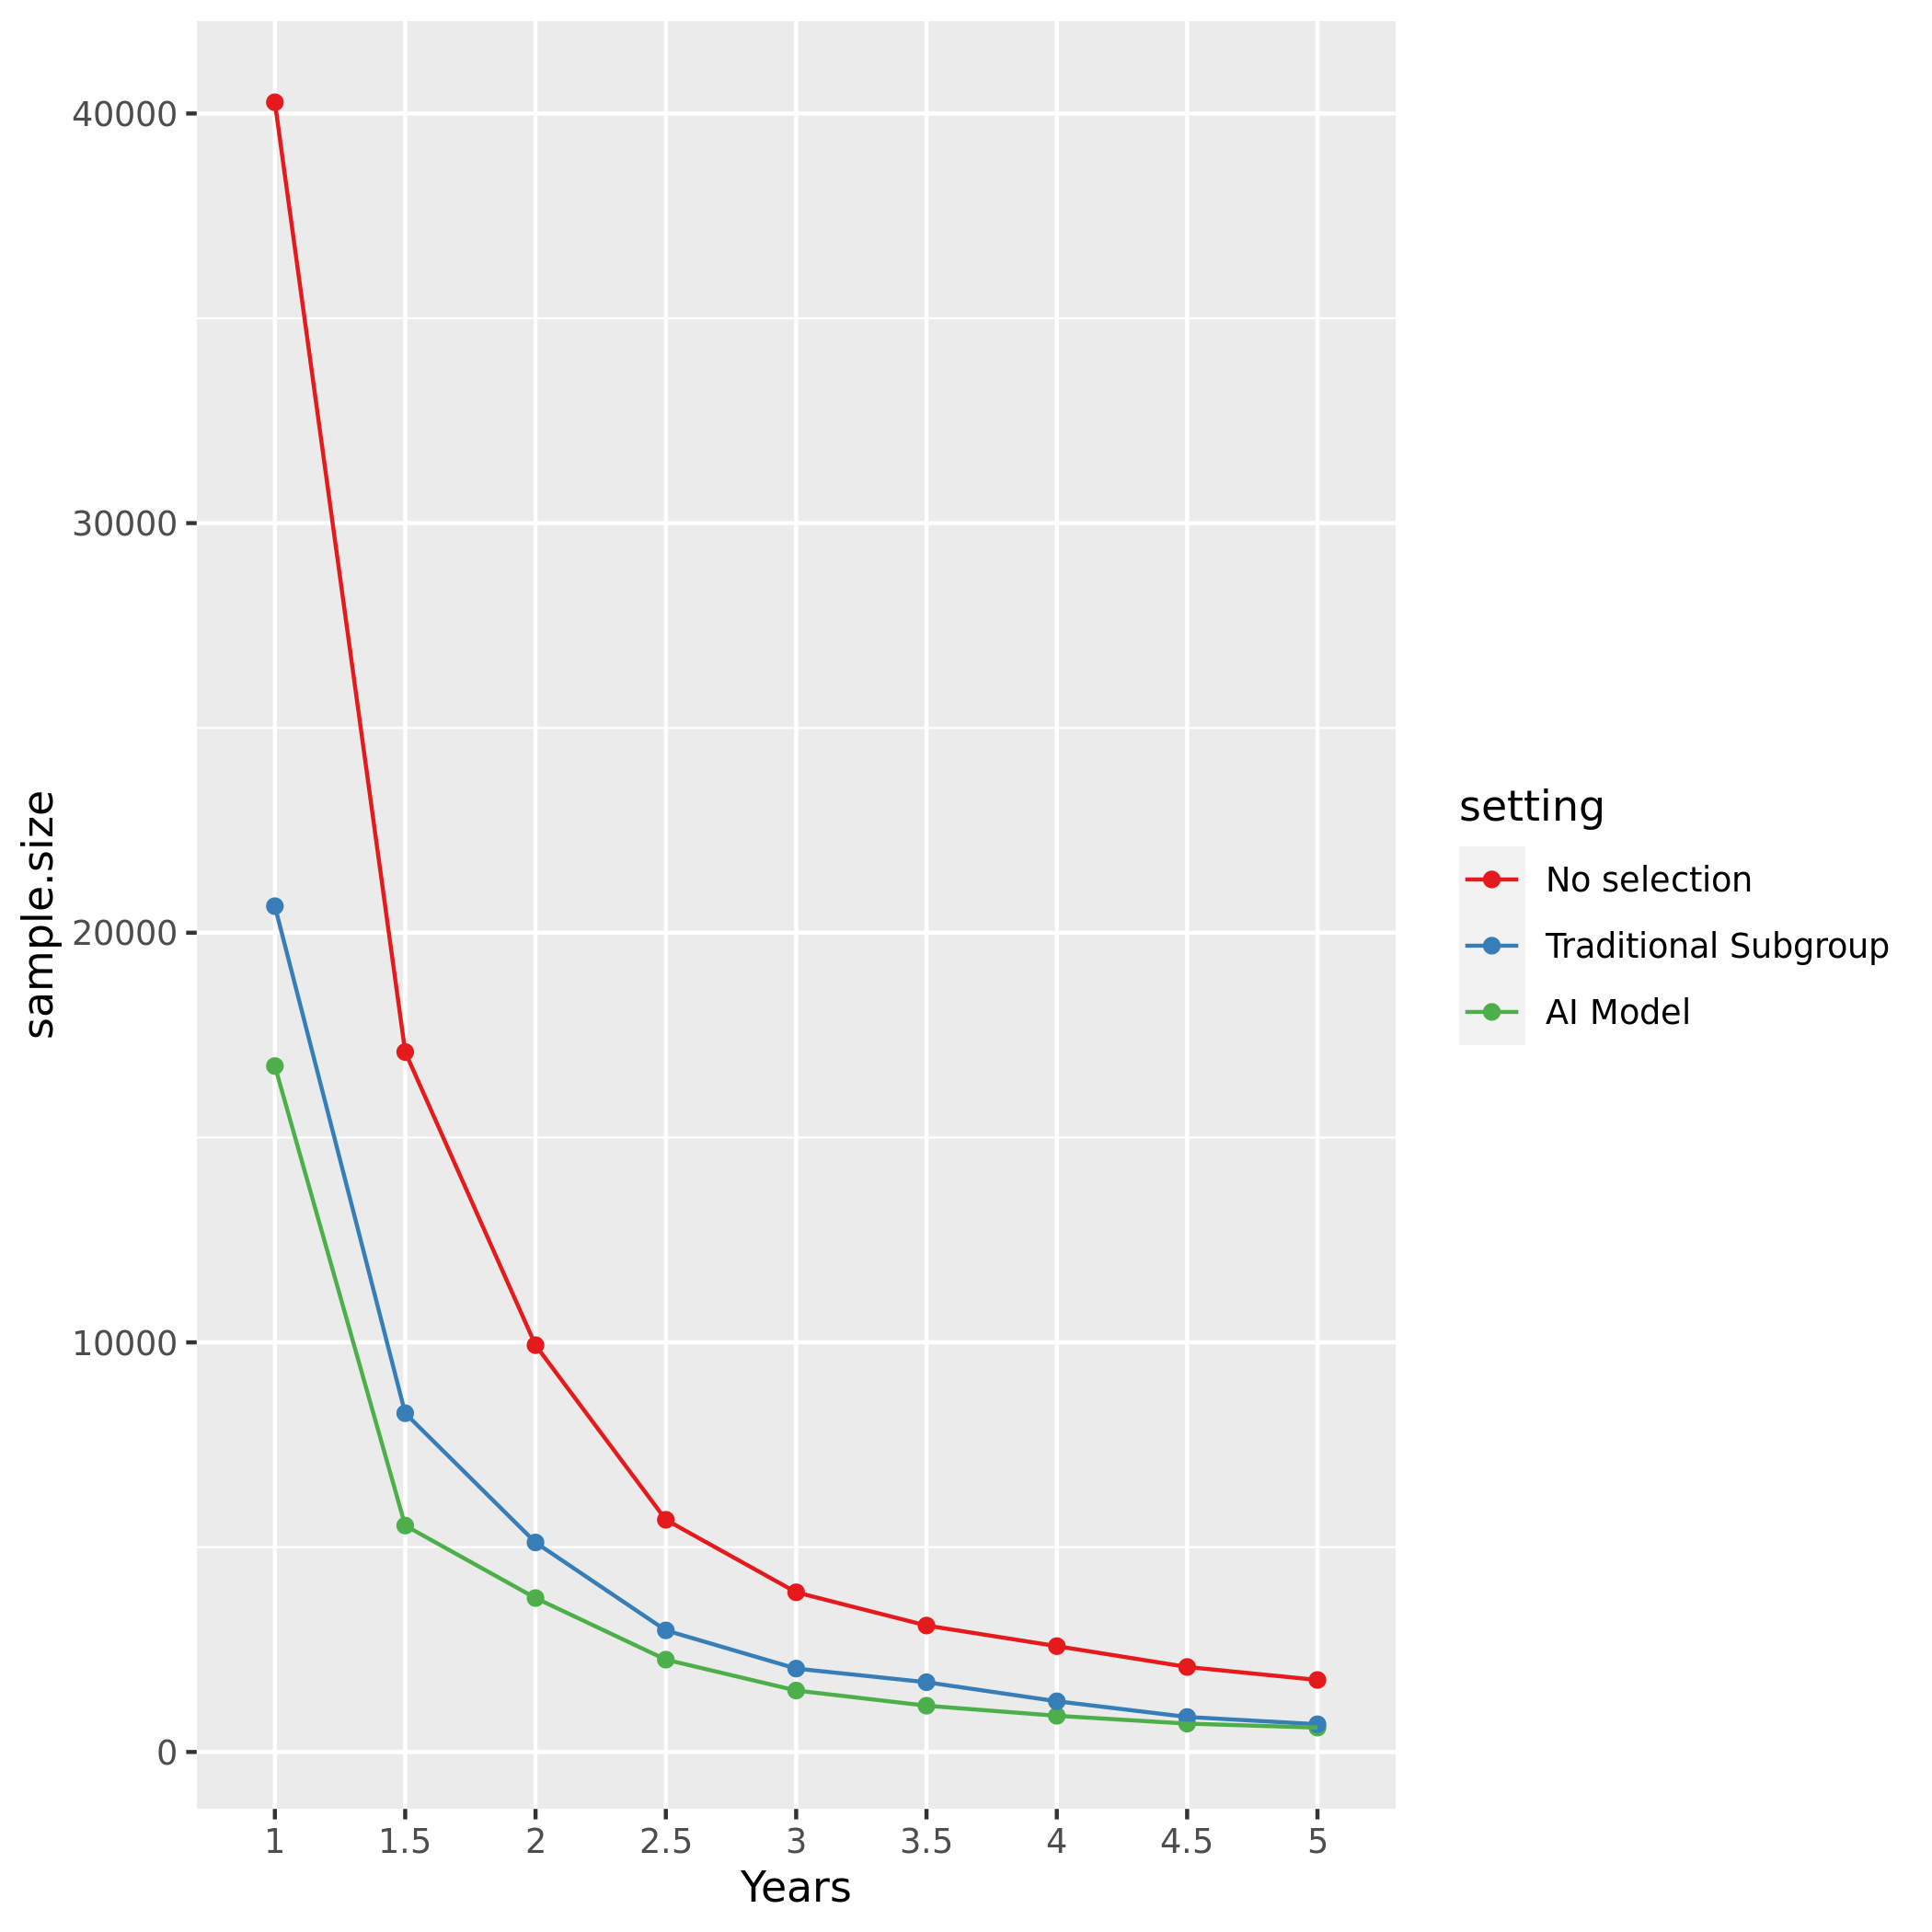 sample.size
40000
30000
20000
10000
0
1 1.5 2 2.5 3 3.5 4 4.5 5
Years
setting
No selection
Traditional Subgroup
AI Model